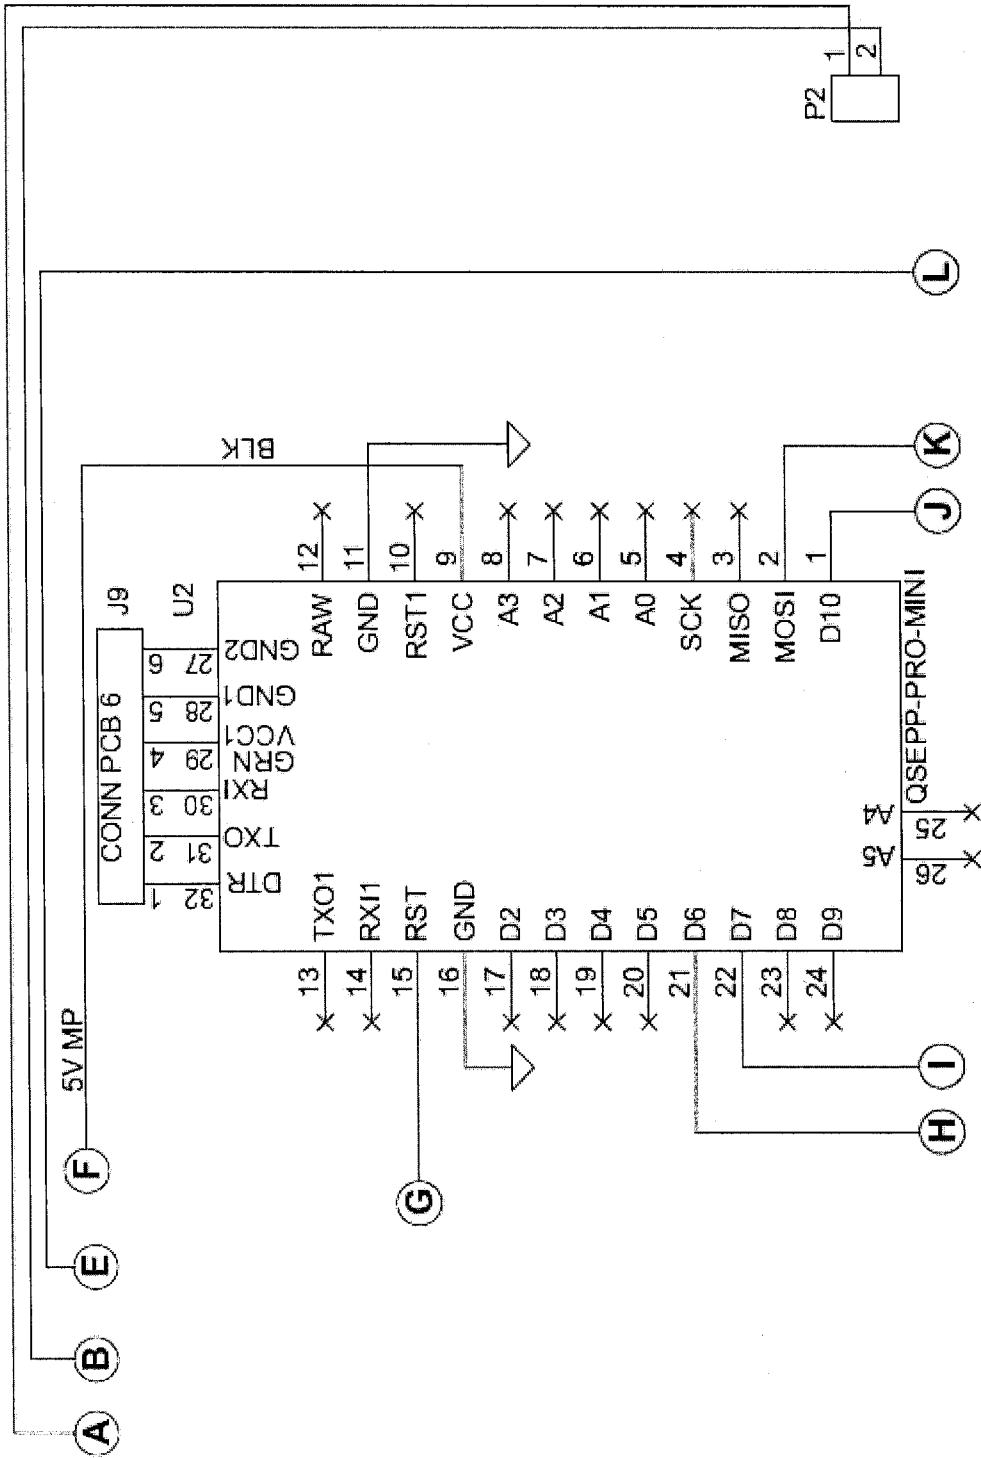 P2
1
2
L
BLK
K
J
J9
U2
CONN PCB 6
6
5
4
3
2
1
27
28
29
30
31
32
GND2
GND1
VCC1
GRN
RXI
TXO
DTR
12
11
10
9
8
7
6
5
4
3
2
1
RAW
GND
RST1
VCC
A3
A2
A1
A0
SCK
MISO
MOSI
D10
QSEPP-PRO-MINI
A4
25
A5
26
TXO1
RXI1
RST
GND
D2
D3
D4
D5
D6
D7
D8
D9
13
14
15
16
17
18
19
20
21
22
23
24
5V MP
F
G
I
H
E
B
A